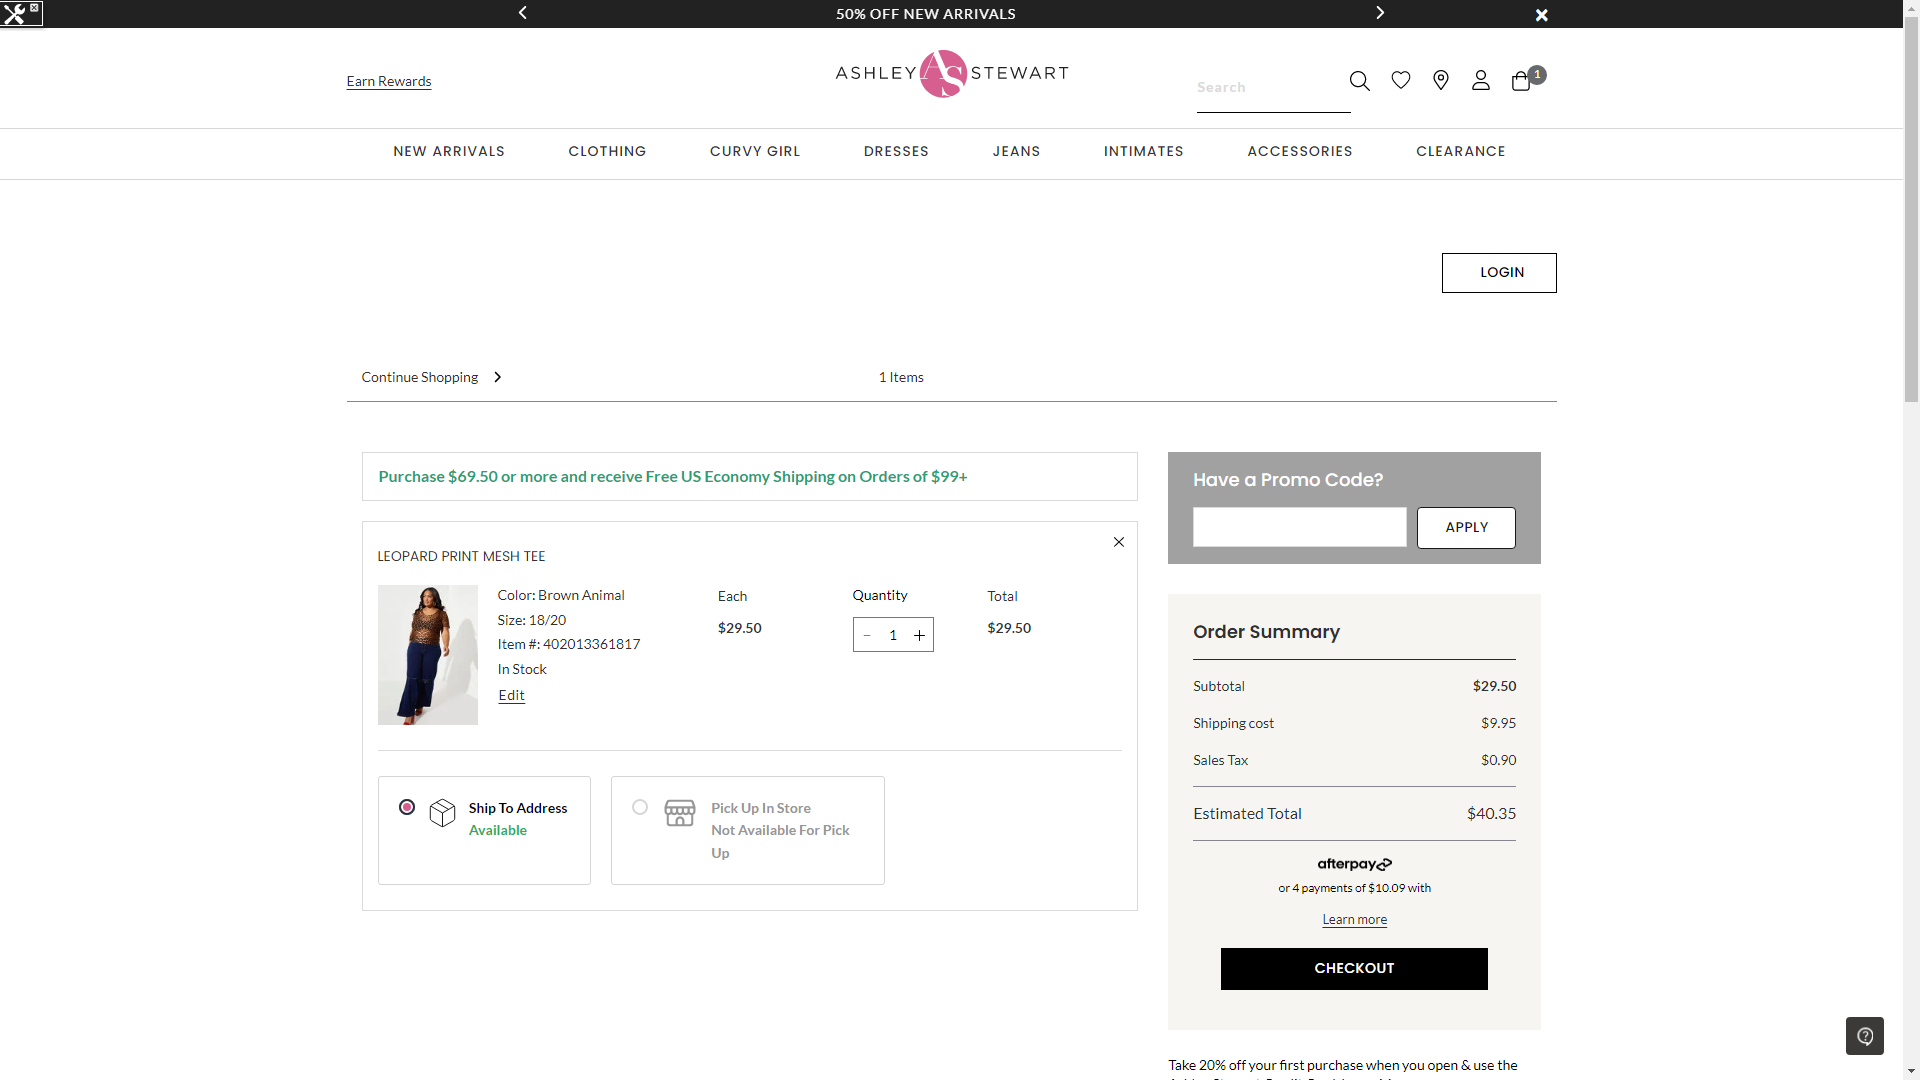 50% OFF NEW ARRIVALS
Earn Rewards
ASHLEY AS STEWART
Search
1
NEW ARRIVALS
CLOTHING
CURVY GIRL
DRESSES
JEANS
INTIMATES
ACCESSORIES
CLEARANCE
LOGIN
Continue Shopping
1 Items
Purchase $69.50 or more and receive Free US Economy Shipping on Orders of $99+
LEOPARD PRINT MESH TEE
Color: Brown Animal
Size: 18/20
Item #: 402013361817
In Stock
Edit
Each
$29.50
Quantity
- 1 +
Total
$29.50
Ship To Address
Available
Pick Up In Store
Not Available For Pick
Up
Have a Promo Code?
APPLY
Order Summary
Subtotal $29.50
Shipping cost $9.95
Sales Tax $0.90
Estimated Total $40.35
afterpay
or 4 payments of $10.09 with
Learn more
CHECKOUT
Take 20% off your first purchase when you open & use the